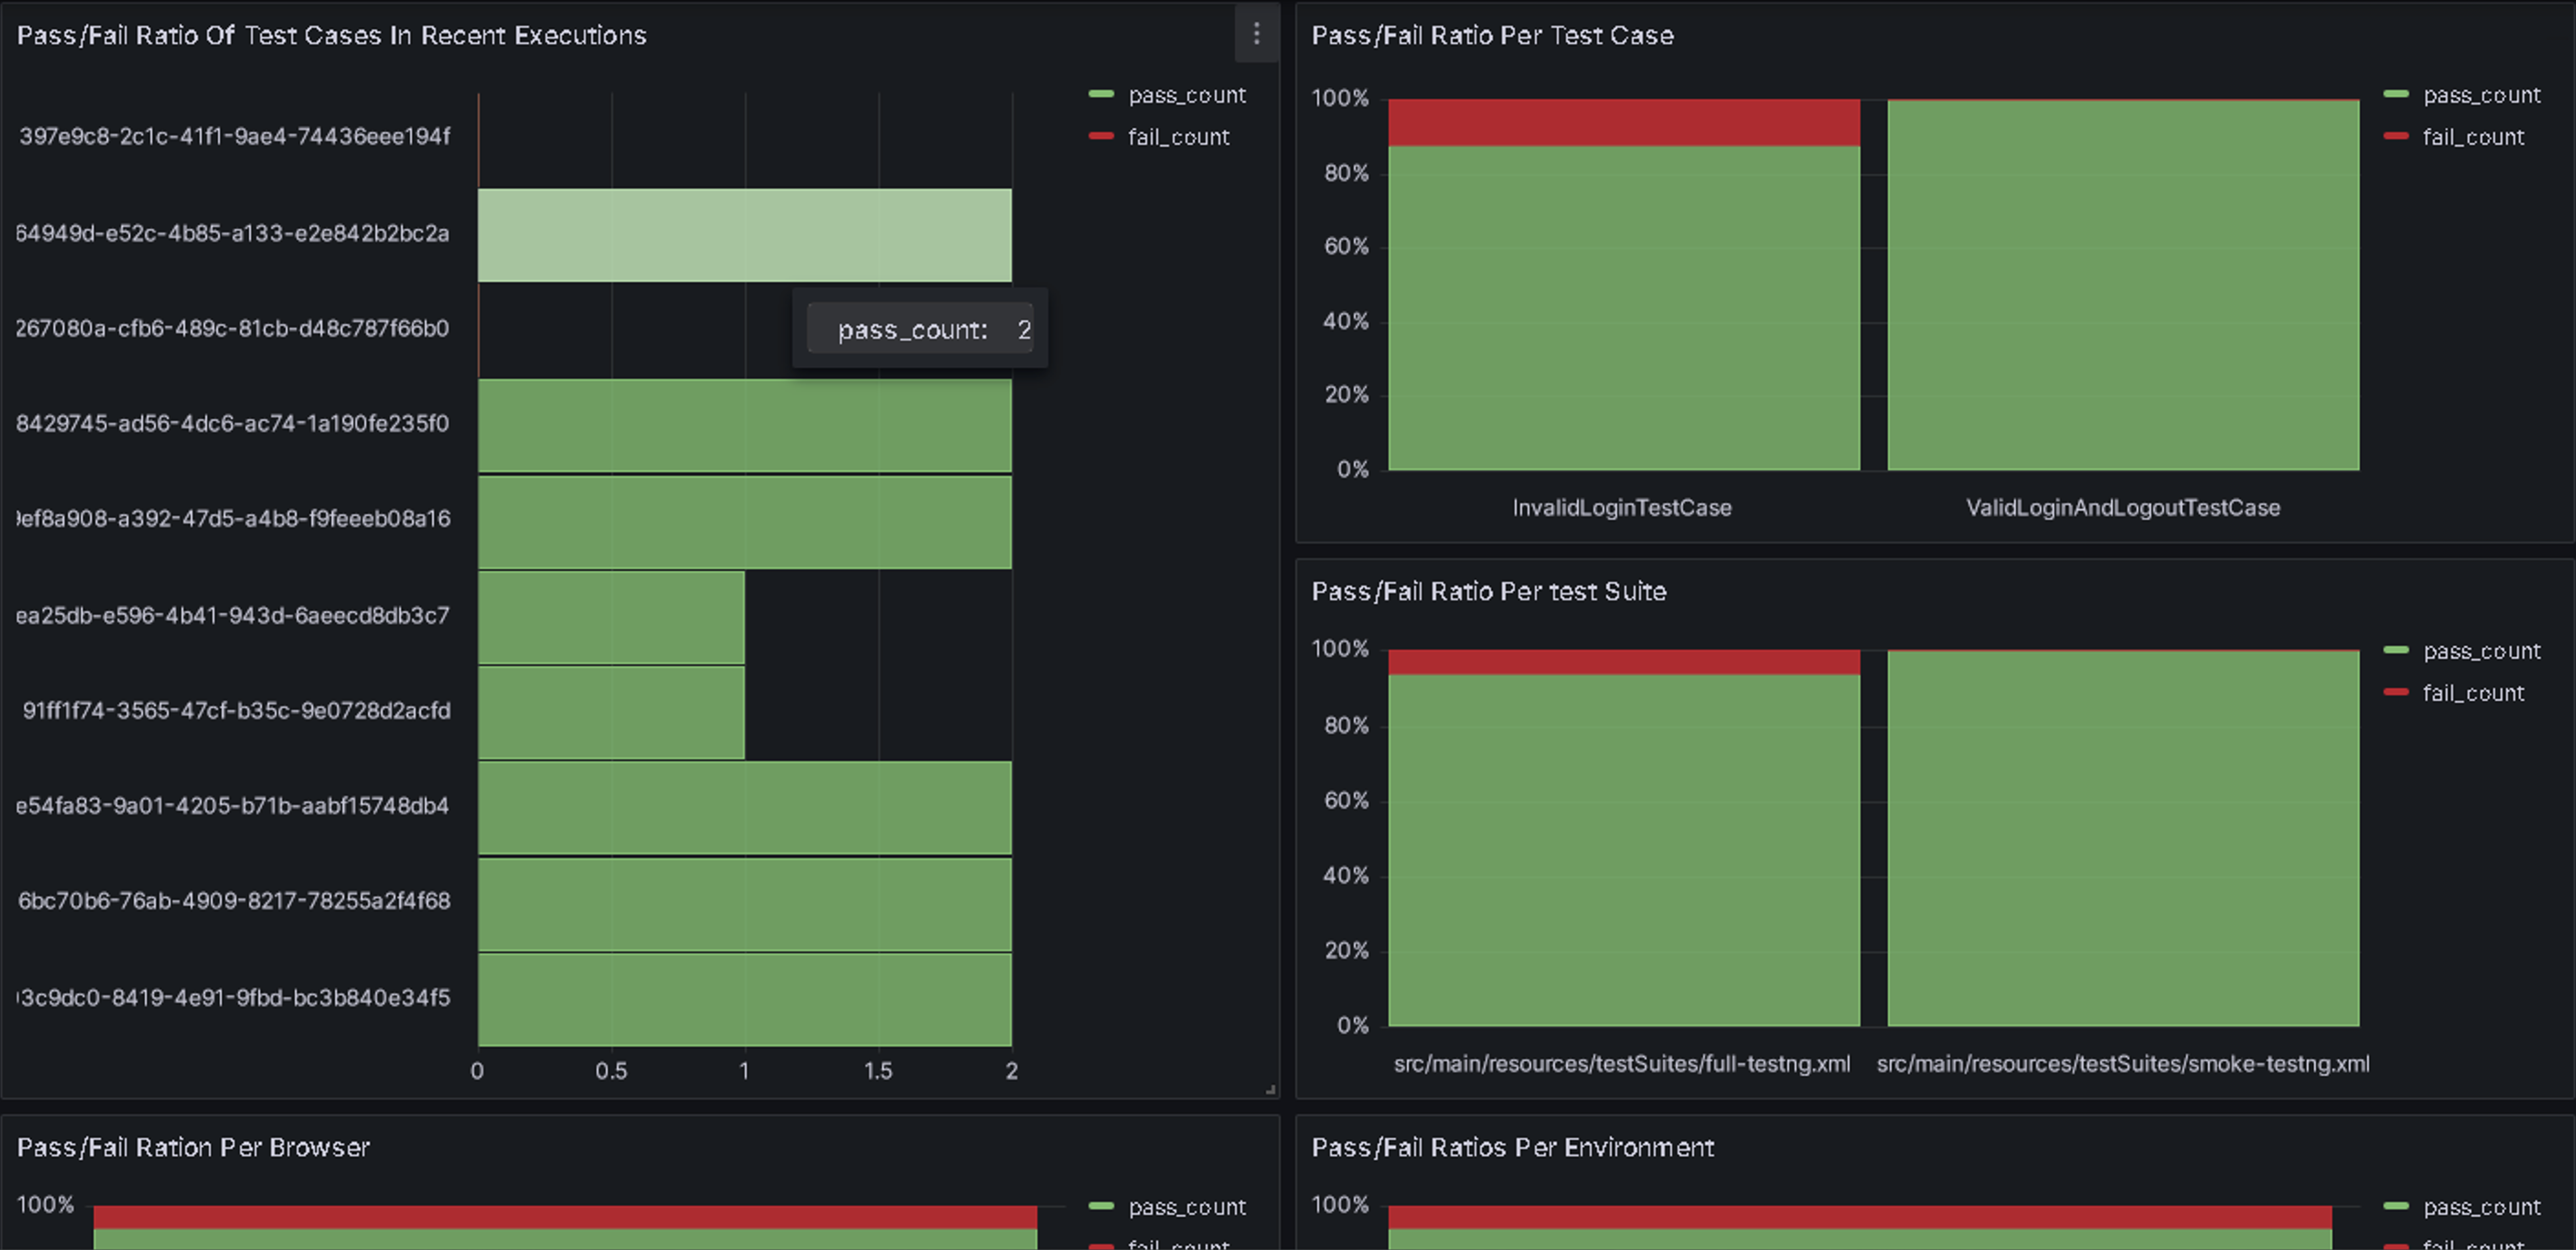 Pass/Fail Ratio Of Test Cases In Recent Executions
pass_count
fail_count
397e9c8-2c1c-41f1-9ae4-74436eee194f
64949d-e52c-4b85-a133-e2e842b2bc2a
267080a-cfb6-489c-81cb-d48c787f66b0
pass_count: 2
8429745-ad56-4dc6-ac74-1a190fe235f0
ef8a908-a392-47d5-a4b8-f9feeeb08a16
ea25db-e596-4b41-943d-6aeecd8db3c7
91ff1f74-3565-47cf-b35c-9e0728d2acfd
e54fa83-9a01-4205-b71b-aabf15748db4
6bc70b6-76ab-4909-8217-78255a2f4f68
3c9dc0-8419-4e91-9fbd-bc3b840e34f5
0 0.5 1 1.5 2
Pass/Fail Ratio Per Test Case
100%
80%
60%
40%
20%
0%
InvalidLoginTestCase ValidLoginAndLogoutTestCase
pass_count
fail_count
Pass/Fail Ratio Per test Suite
100%
80%
60%
40%
20%
0%
src/main/resources/testSuites/full-testng.xml src/main/resources/testSuites/smoke-testng.xml
pass_count
fail_count
Pass/Fail Ration Per Browser
100%
pass_count
fail_count
Pass/Fail Ratios Per Environment
100%
pass_count
fail_count